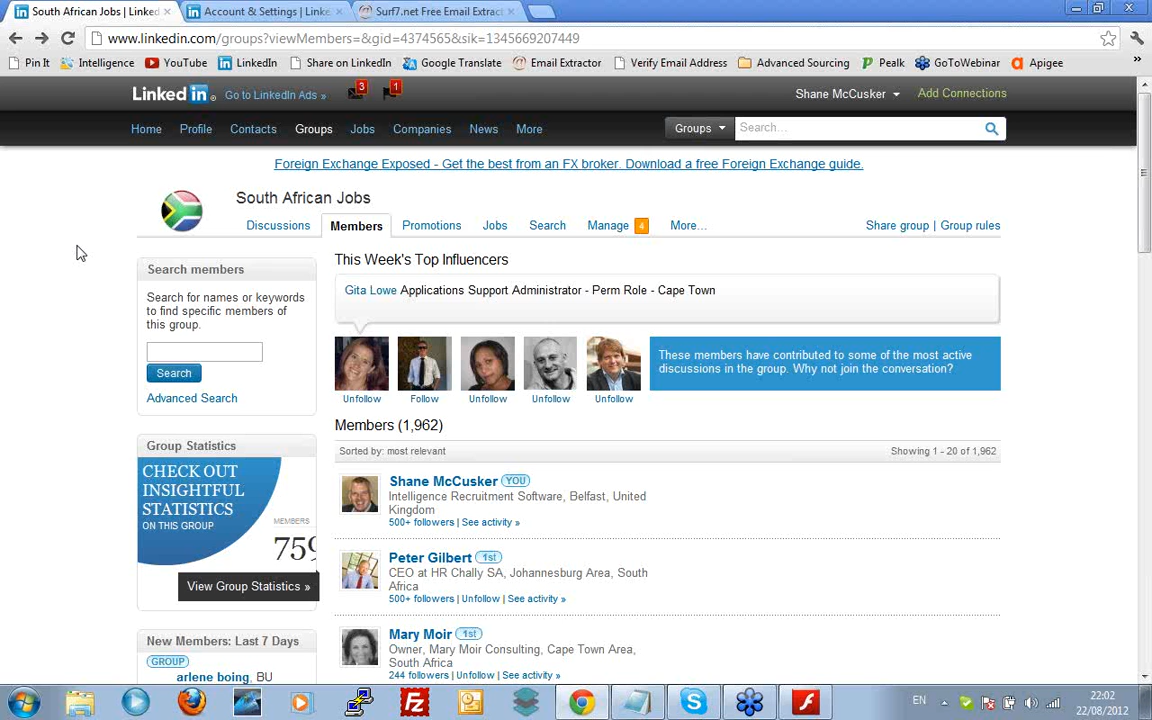 South African Jobs | Linked
Account & Settings | Linke
Surf7.net Free Email Extrac
www.linkedin.com/groups?viewMembers=&gid=4374565&sik=1345669207449
Pin It
Intelligence
YouTube
LinkedIn
Share on LinkedIn
Google Translate
Email Extractor
Verify Email Address
Advanced Sourcing
Pealk
GoToWebinar
Apigee
»
Linked in
Go to LinkedIn Ads »
3
1
Shane McCusker
Add Connections
Home
Profile
Contacts
Groups
Jobs
Companies
News
More
Groups
Search...
Foreign Exchange Exposed - Get the best from an FX broker. Download a free Foreign Exchange guide.
South African Jobs
Discussions
Members
Promotions
Jobs
Search
Manage 4
More...
Share group | Group rules
Search members
Search for names or keywords
to find specific members of
this group.
Search
Advanced Search
This Week's Top Influencers
Gita Lowe Applications Support Administrator - Perm Role - Cape Town
Unfollow
Follow
Unfollow
Unfollow
Unfollow
These members have contributed to some of the most active
discussions in the group. Why not join the conversation?
Members (1,962)
Sorted by: most relevant
Showing 1 - 20 of 1,962
Group Statistics
CHECK OUT
INSIGHTFUL
STATISTICS
ON THIS GROUP
MEMBERS
759
View Group Statistics »
Shane McCusker YOU
Intelligence Recruitment Software, Belfast, United
Kingdom
500+ followers | See activity »
Peter Gilbert 1st
CEO at HR Chally SA, Johannesburg Area, South
Africa
500+ followers | Unfollow | See activity »
Mary Moir 1st
Owner, Mary Moir Consulting, Cape Town Area,
South Africa
244 followers | Unfollow | See activity »
New Members: Last 7 Days
GROUP
arlene boing, BU
EN
22:02
22/08/2012